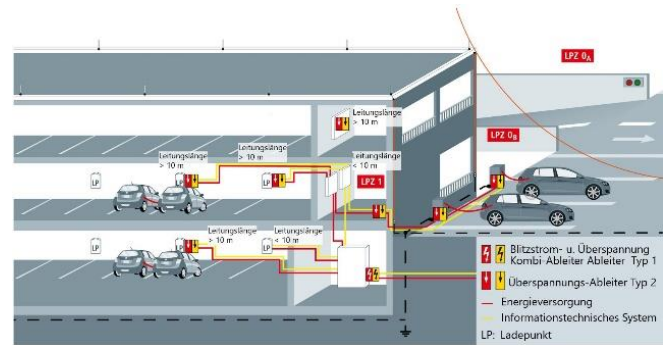 LPZ 0A
LPZ 0B
Leitungslänge
> 10 m
Leitungslänge
> 10 m
Leitungslänge
> 10 m
Leitungslänge
< 10 m
LP
LP
LPZ 1
Leitungslänge
> 10 m
Leitungslänge
< 10 m
LP
LP
Blitzstrom- u. Überspannung
Kombi-Ableiter Ableiter Typ 1
Überspannungs-Ableiter Typ 2
Energieversorgung
Informationstechnisches System
LP: Ladepunkt